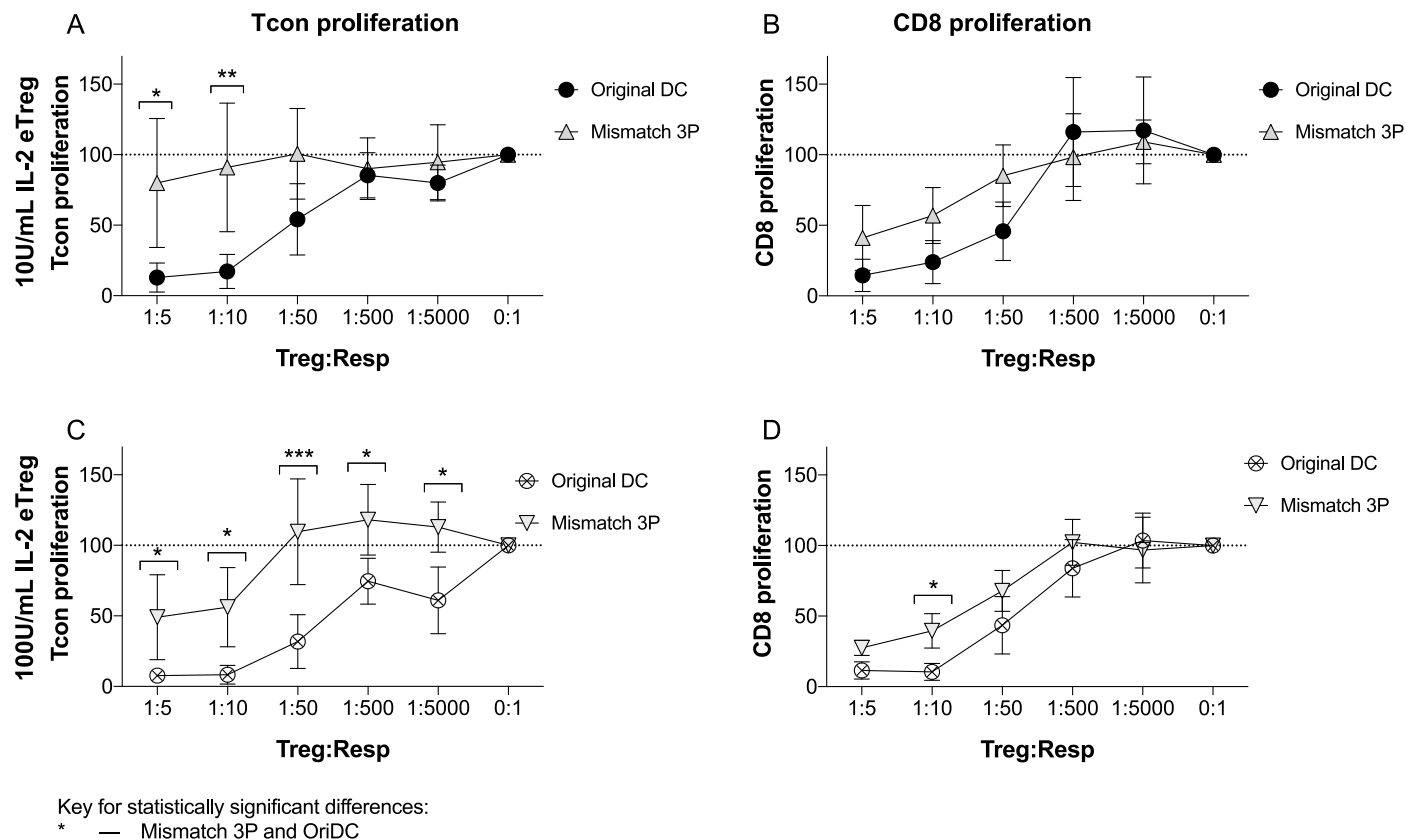 A
Tcon proliferation
10U/mL IL-2 eTreg
Tcon proliferation
150
100
50
0
*
**
Original DC
Mismatch 3P
1:5 1:10 1:50 1:500 1:5000 0:1
Treg:Resp
B
CD8 proliferation
CD8 proliferation
150
100
50
0
Original DC
Mismatch 3P
1:5 1:10 1:50 1:500 1:5000 0:1
Treg:Resp
C
100U/mL IL-2 eTreg
Tcon proliferation
150
100
50
0
*
*
***
*
*
Original DC
Mismatch 3P
1:5 1:10 1:50 1:500 1:5000 0:1
Treg:Resp
D
CD8 proliferation
150
100
50
0
*
Original DC
Mismatch 3P
1:5 1:10 1:50 1:500 1:5000 0:1
Treg:Resp
Key for statistically significant differences:
* — Mismatch 3P and OriDC